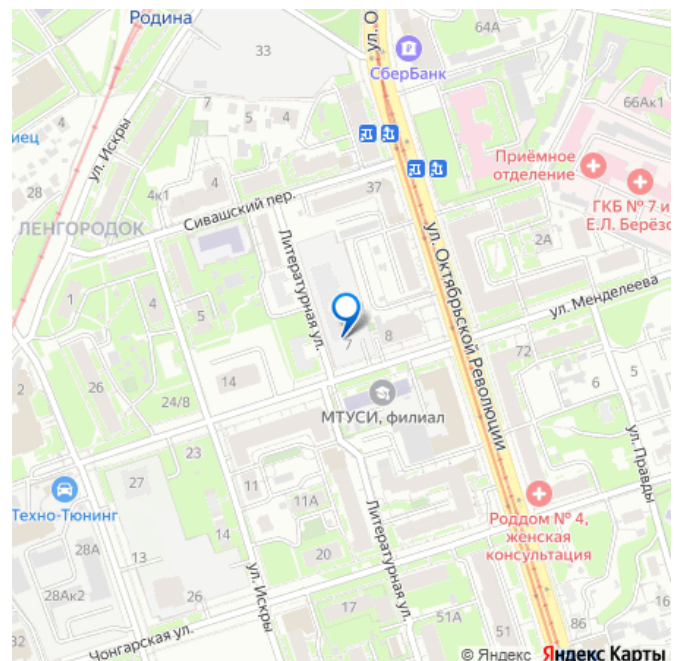 Родина
ул. О
64А
33
СберБанк
66Ак1
7
5
4
4
иец
ул. Искры
Приёмное
отделение
28
4к1
4
37
ГКБ № 7 и
Е.Л. Берёзо
Сивашский пер.
ЛЕНГОРОДОК
Литературная ул.
ул. Октябрьской Революции
2А
ул. Менделеева
1
4
5
7
8
72
2
26
14
6
5
24/8
МТУСИ, филиал
ул. Правды
23
27
11
11А
Техно-Тюнинг
Роддом № 4,
женская
консультация
14
28А
13
20
Литературная ул.
ул. Искры
28Ак2
26
17
16
51А
51
86
32
Чонгарская ул.
© Яндекс Яндекс Карты